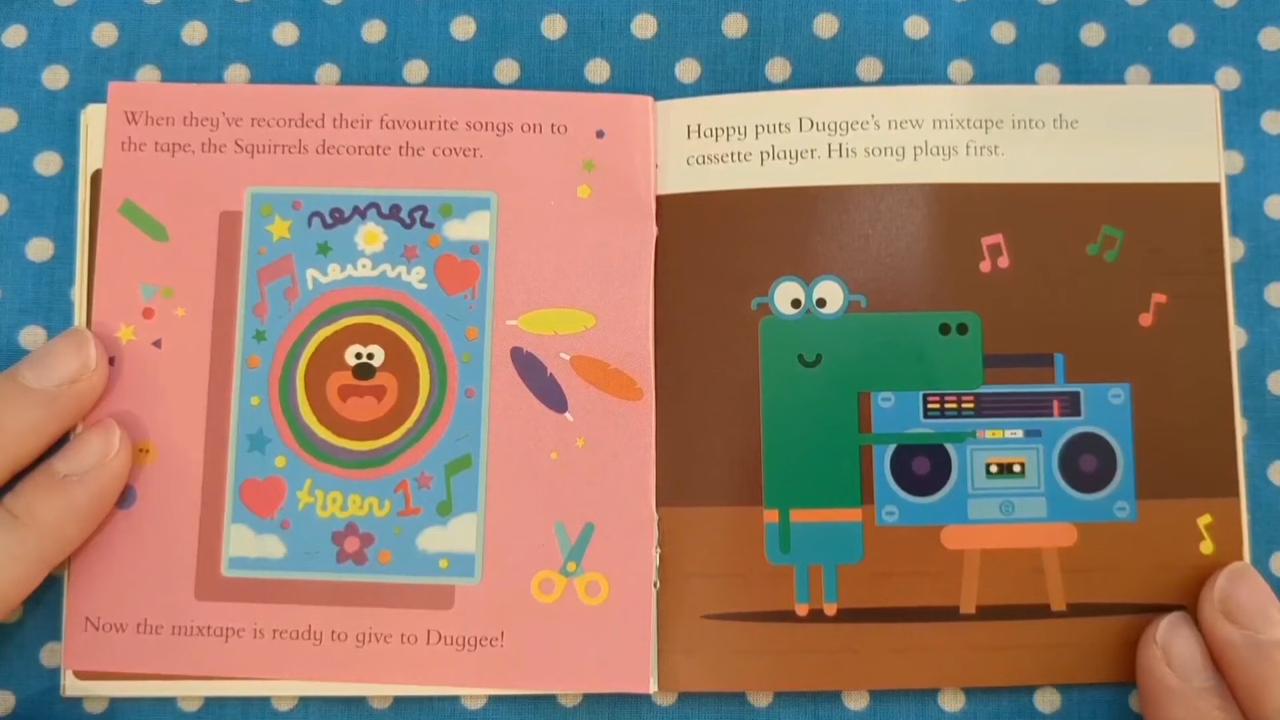 When they've recorded their favourite songs on to
the tape, the Squirrels decorate the cover.
1
Now the mixtape is ready to give to Duggee!
Happy puts Duggee's new mixtape into the
cassette player. His song plays first.